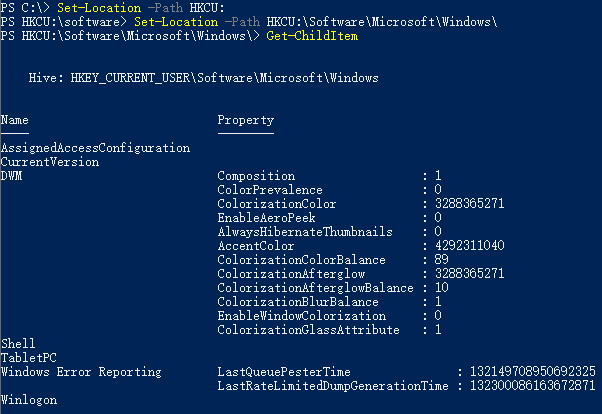 PS C:\> Set-Location -Path HKCU:
PS HKCU:\software> Set-Location -Path HKCU:\Software\Microsoft\Windows\
PS HKCU:\Software\Microsoft\Windows\> Get-ChildItem
Hive: HKEY_CURRENT_USER\Software\Microsoft\Windows
Name Property
---- --------
AssignedAccessConfiguration
CurrentVersion
DWM Composition : 1
ColorPrevalence : 0
ColorizationColor : 3288365271
EnableAeroPeek : 0
AlwaysHibernateThumbnails : 0
AccentColor : 4292311040
ColorizationColorBalance : 89
ColorizationAfterglow : 3288365271
ColorizationAfterglowBalance : 10
ColorizationBlurBalance : 1
EnableWindowColorization : 0
ColorizationGlassAttribute : 1
Shell
TabletPC
Windows Error Reporting LastQueuePesterTime : 132149708950692325
LastRateLimitedDumpGenerationTime : 132300086163672871
Winlogon